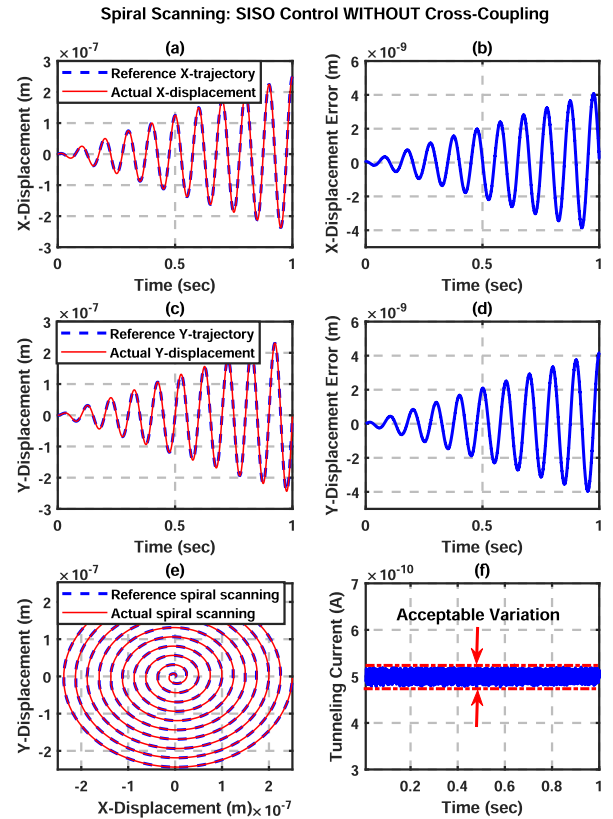 Spiral Scanning: SISO Control WITHOUT Cross-Coupling
(a)
×10⁻⁷
Reference X-trajectory
Actual X-displacement
X-Displacement (m)
3
2
1
0
-1
-2
-3
0
0.5
1
Time (sec)
(b)
×10⁻⁹
X-Displacement Error (m)
6
4
2
0
-2
-4
0
0.5
1
Time (sec)
(c)
×10⁻⁷
Reference Y-trajectory
Actual Y-displacement
Y-Displacement (m)
3
2
1
0
-1
-2
-3
0
0.5
1
Time (sec)
(d)
×10⁻⁹
Y-Displacement Error (m)
6
4
2
0
-2
-4
0
0.5
1
Time (sec)
(e)
×10⁻⁷
Reference spiral scanning
Actual spiral scanning
Y-Displacement (m)
2
1
0
-1
-2
-2
-1
0
1
2
X-Displacement (m)
×10⁻⁷
(f)
×10⁻¹⁰
Acceptable Variation
Tunneling Current (A)
7
6
5
4
3
0.2
0.4
0.6
0.8
1
Time (sec)